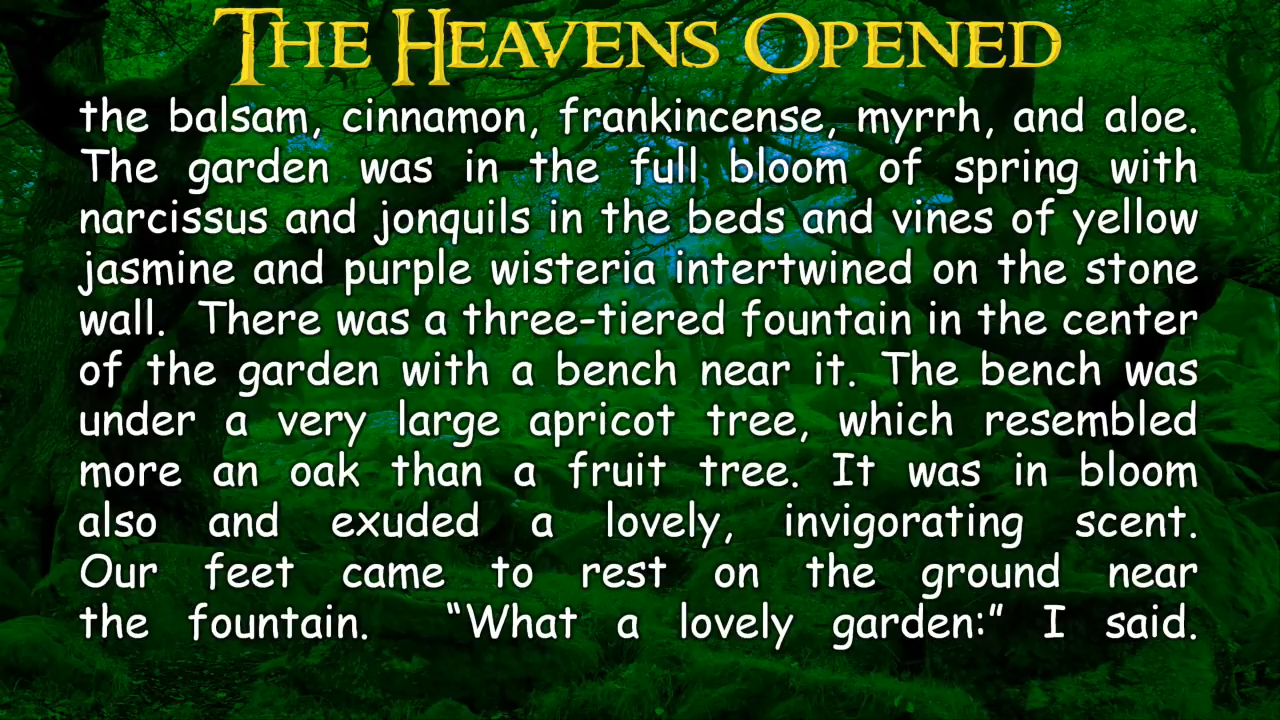 THE HEAVENS OPENED
the balsam, cinnamon, frankincense, myrrh, and aloe.
The garden was in the full bloom of spring with
narcissus and jonquils in the beds and vines of yellow
jasmine and purple wisteria intertwined on the stone
wall.  There was a three-tiered fountain in the center
of the garden with a bench near it. The bench was
under a very large apricot tree, which resembled
more an oak than a fruit tree. It was in bloom
also and exuded a lovely, invigorating scent.
Our feet came to rest on the ground near
the fountain.  “What a lovely garden:” I said.